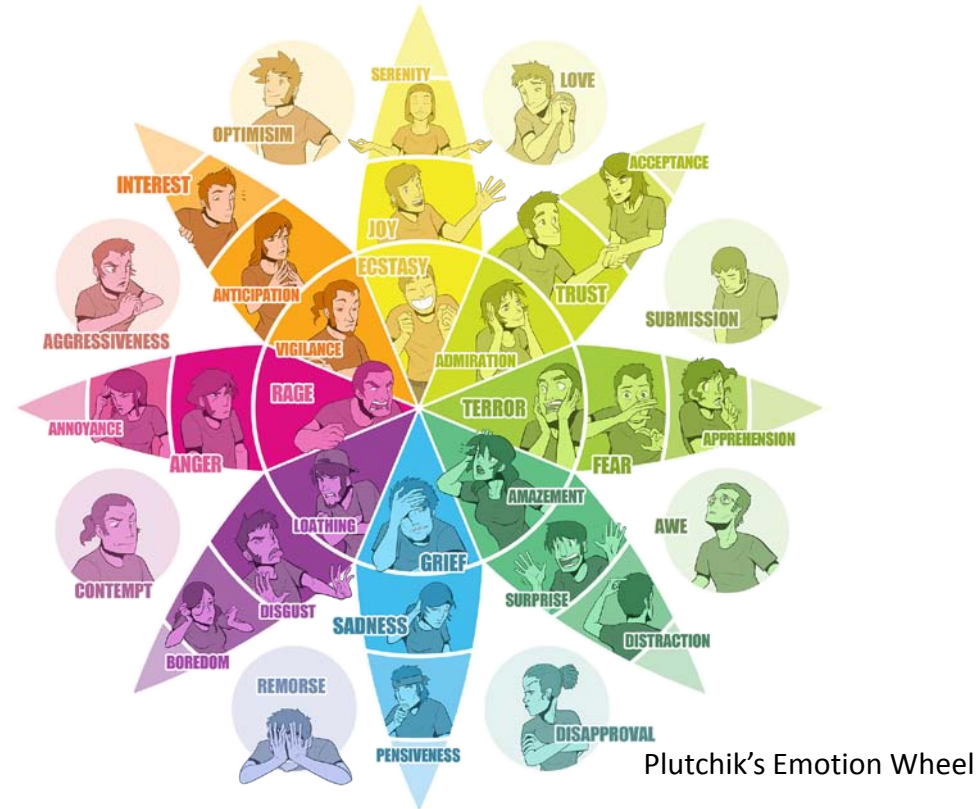 SERENITY
LOVE
OPTIMISIM
ACCEPTANCE
INTEREST
JOY
ECSTASY
ANTICIPATION
TRUST
SUBMISSION
AGGRESSIVENESS
VIGILANCE
ADMIRATION
RAGE
TERROR
ANNOYANCE
APPREHENSION
ANGER
FEAR
AMAZEMENT
LOATHING
AWE
GRIEF
CONTEMPT
SURPRISE
DISGUST
SADNESS
DISTRACTION
BOREDOM
REMORSE
DISAPPROVAL
PENSIVENESS
Plutchik’s Emotion Wheel